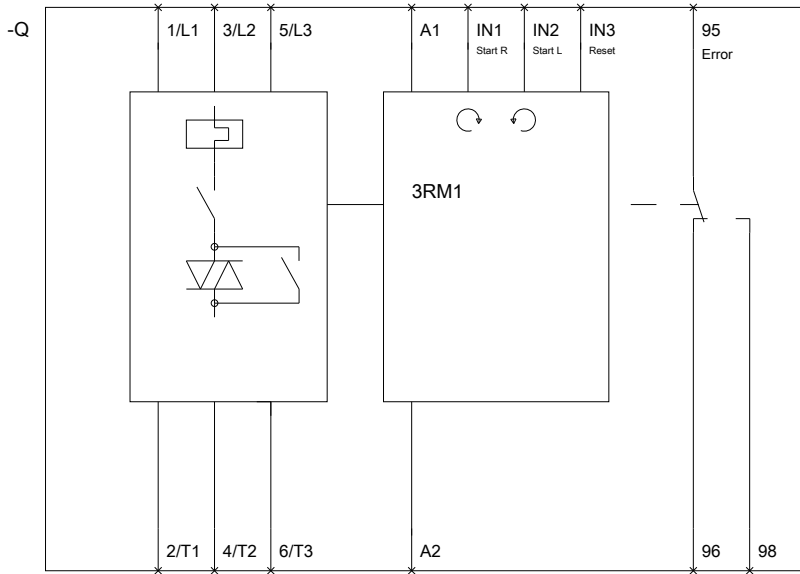 -Q
1/L1 3/L2 5/L3 A1 IN1 IN2 IN3 95
Start R Start L Reset Error
3RM1
2/T1 4/T2 6/T3 A2 96 98